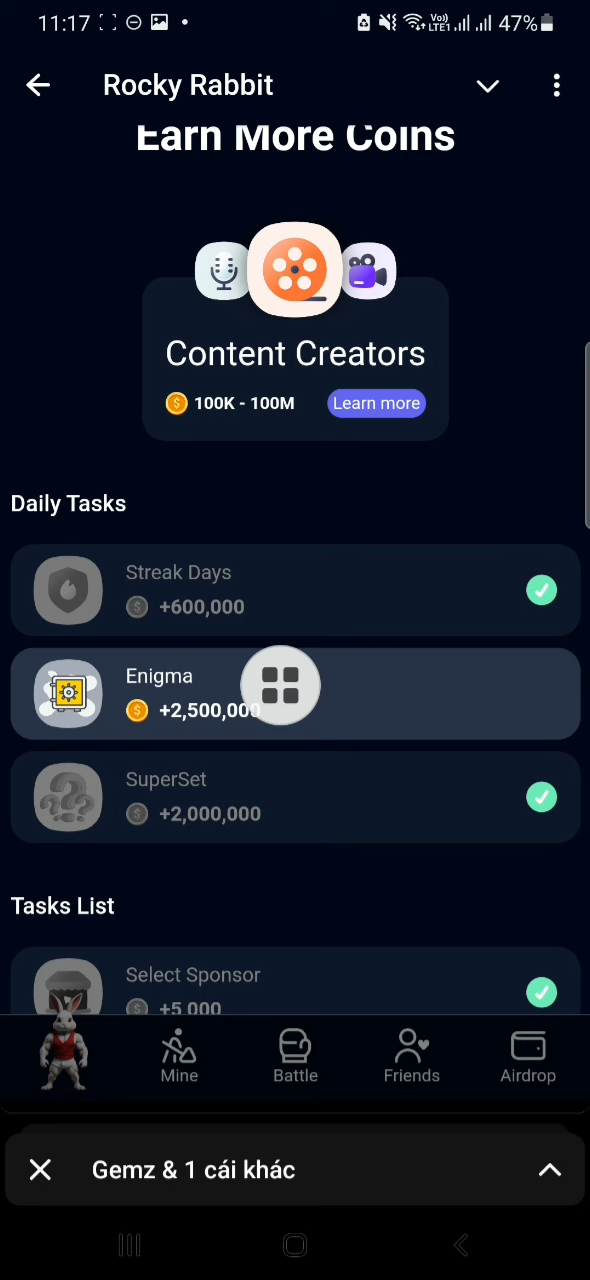 11:17
Vo))
LTE1
47%
Rocky Rabbit
Earn More Coins
Content Creators
100K - 100M
Learn more
Daily Tasks
Streak Days
+600,000
Enigma
+2,500,000
SuperSet
+2,000,000
Tasks List
Select Sponsor
+5 000
Mine
Battle
Friends
Airdrop
Gemz & 1 cái khác